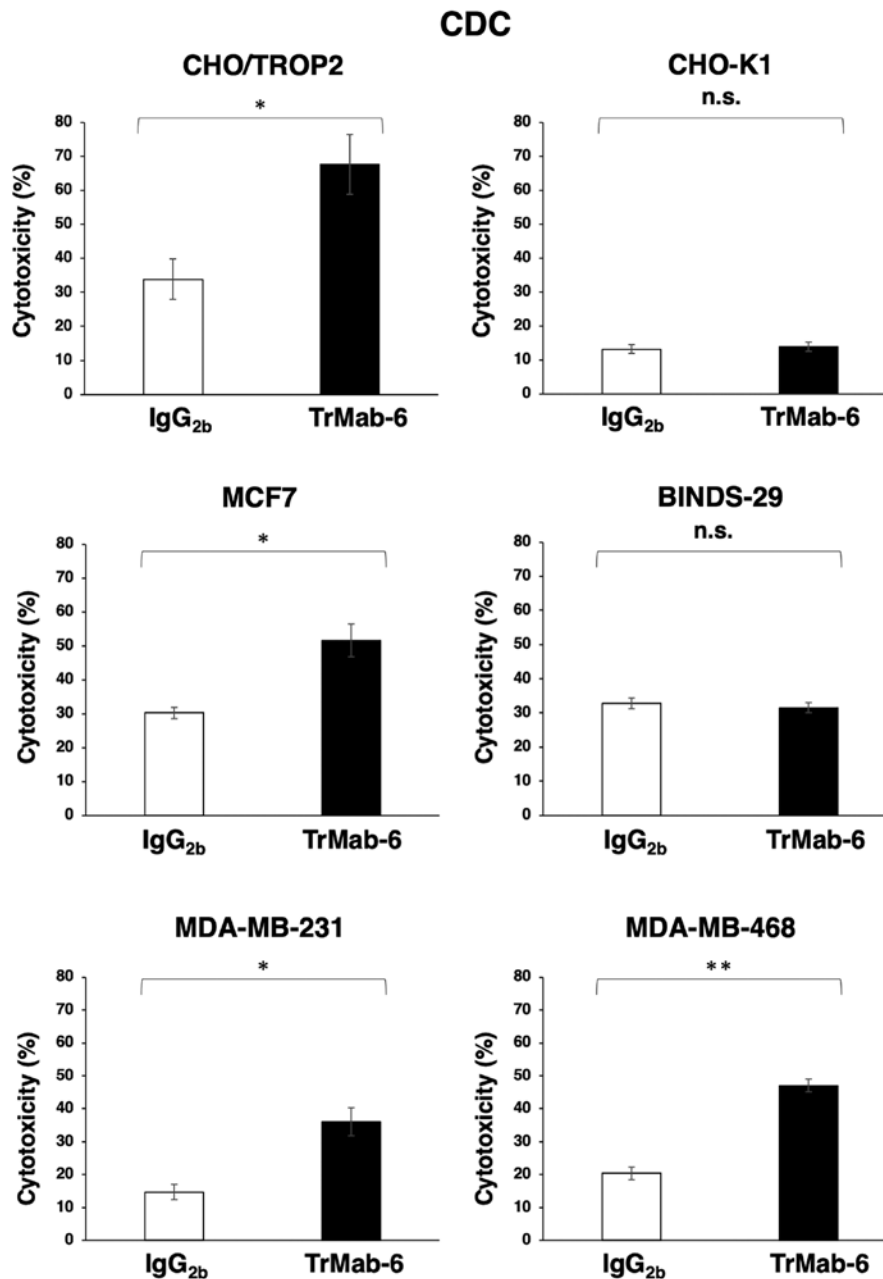 CDC
CHO/TROP2
*
Cytotoxicity (%)
80
70
60
50
40
30
20
10
0
IgG2b TrMab-6
CHO-K1
n.s.
Cytotoxicity (%)
80
70
60
50
40
30
20
10
0
IgG2b TrMab-6
MCF7
*
Cytotoxicity (%)
80
70
60
50
40
30
20
10
0
IgG2b TrMab-6
BINDS-29
n.s.
Cytotoxicity (%)
80
70
60
50
40
30
20
10
0
IgG2b TrMab-6
MDA-MB-231
*
Cytotoxicity (%)
80
70
60
50
40
30
20
10
0
IgG2b TrMab-6
MDA-MB-468
**
Cytotoxicity (%)
80
70
60
50
40
30
20
10
0
IgG2b TrMab-6